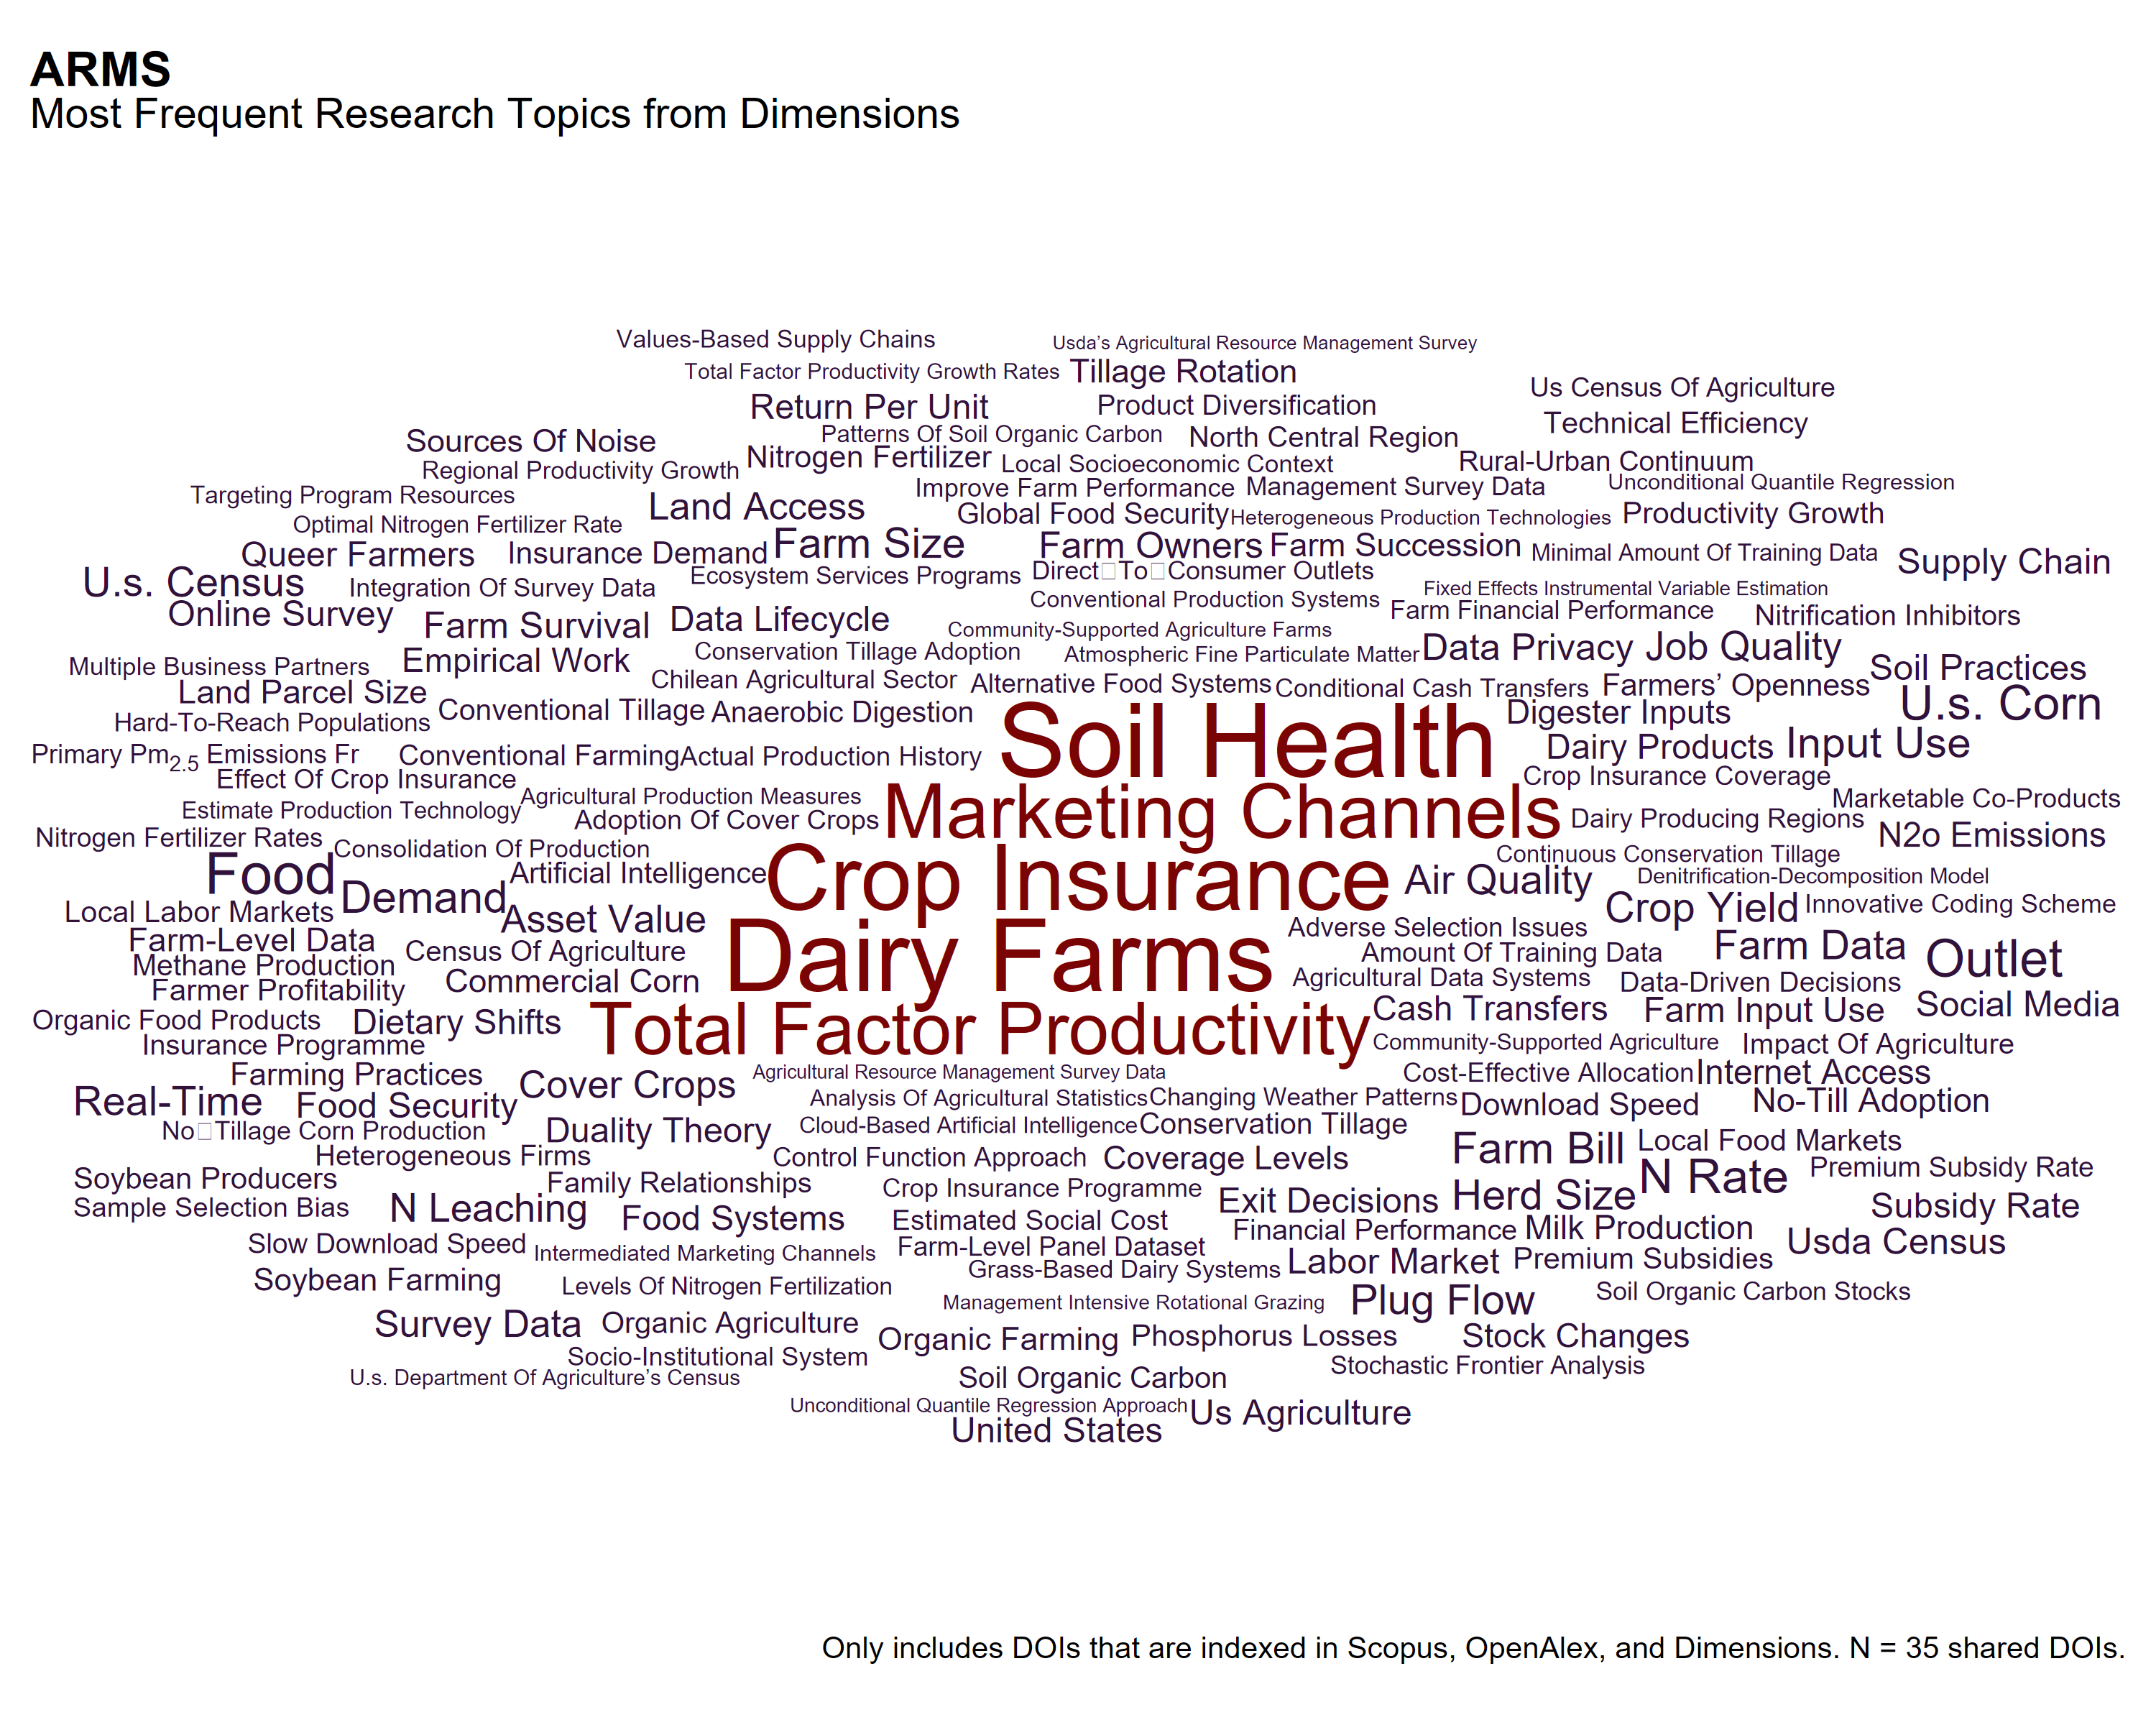 ARMS
Most Frequent Research Topics from Dimensions
Values-Based Supply Chains
Usda’s Agricultural Resource Management Survey
Total Factor Productivity Growth Rates
Tillage Rotation
Us Census Of Agriculture
Return Per Unit
Product Diversification
Technical Efficiency
Sources Of Noise
Patterns Of Soil Organic Carbon
North Central Region
Regional Productivity Growth
Nitrogen Fertilizer
Local Socioeconomic Context
Rural-Urban Continuum
Targeting Program Resources
Improve Farm Performance
Management Survey Data
Unconditional Quantile Regression
Optimal Nitrogen Fertilizer Rate
Land Access
Global Food Security
Heterogeneous Production Technologies
Productivity Growth
Queer Farmers
Insurance Demand
Farm Size
Farm Owners
Farm Succession
Minimal Amount Of Training Data
Supply Chain
U.s. Census
Integration Of Survey Data
Ecosystem Services Programs
Direct□To□Consumer Outlets
Fixed Effects Instrumental Variable Estimation
Online Survey
Farm Survival
Data Lifecycle
Conventional Production Systems
Farm Financial Performance
Nitrification Inhibitors
Community-Supported Agriculture Farms
Multiple Business Partners
Empirical Work
Conservation Tillage Adoption
Atmospheric Fine Particulate Matter
Data Privacy
Job Quality
Soil Practices
Land Parcel Size
Chilean Agricultural Sector
Alternative Food Systems
Conditional Cash Transfers
Farmers’ Openness
U.s. Corn
Hard-To-Reach Populations
Conventional Tillage
Anaerobic Digestion
Soil Health
Digester Inputs
Primary Pm2.5 Emissions Fr
Conventional Farming
Actual Production History
Dairy Products
Input Use
Effect Of Crop Insurance
Crop Insurance Coverage
Estimate Production Technology
Agricultural Production Measures
Marketing Channels
Marketable Co-Products
Adoption Of Cover Crops
Dairy Producing Regions
Nitrogen Fertilizer Rates
Consolidation Of Production
N2o Emissions
Food
Artificial Intelligence
Crop Insurance
Continuous Conservation Tillage
Air Quality
Denitrification-Decomposition Model
Demand
Local Labor Markets
Asset Value
Crop Yield
Innovative Coding Scheme
Farm-Level Data
Census Of Agriculture
Dairy Farms
Adverse Selection Issues
Farm Data
Outlet
Methane Production
Amount Of Training Data
Farmer Profitability
Commercial Corn
Agricultural Data Systems
Data-Driven Decisions
Organic Food Products
Dietary Shifts
Total Factor Productivity
Cash Transfers
Farm Input Use
Social Media
Insurance Programme
Community-Supported Agriculture
Impact Of Agriculture
Farming Practices
Cover Crops
Agricultural Resource Management Survey Data
Cost-Effective Allocation
Internet Access
Real-Time
Food Security
Analysis Of Agricultural Statistics
Changing Weather Patterns
Download Speed
No-Till Adoption
No□Tillage Corn Production
Duality Theory
Cloud-Based Artificial Intelligence
Conservation Tillage
Farm Bill
Local Food Markets
Heterogeneous Firms
Control Function Approach
Coverage Levels
N Rate
Premium Subsidy Rate
Soybean Producers
Family Relationships
Crop Insurance Programme
Exit Decisions
Herd Size
Sample Selection Bias
N Leaching
Food Systems
Estimated Social Cost
Financial Performance
Milk Production
Subsidy Rate
Slow Download Speed
Intermediated Marketing Channels
Farm-Level Panel Dataset
Labor Market
Premium Subsidies
Usda Census
Soybean Farming
Levels Of Nitrogen Fertilization
Grass-Based Dairy Systems
Soil Organic Carbon Stocks
Management Intensive Rotational Grazing
Plug Flow
Survey Data
Organic Agriculture
Organic Farming
Phosphorus Losses
Stock Changes
Socio-Institutional System
Stochastic Frontier Analysis
U.s. Department Of Agriculture’s Census
Soil Organic Carbon
Unconditional Quantile Regression Approach
Us Agriculture
United States
Only includes DOIs that are indexed in Scopus, OpenAlex, and Dimensions. N = 35 shared DOIs.